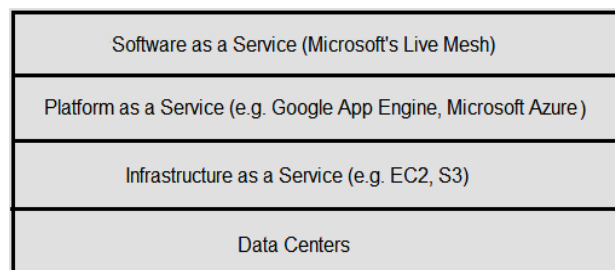 Software as a Service (Microsoft's Live Mesh)
Platform as a Service (e.g. Google App Engine, Microsoft Azure)
Infrastructure as a Service (e.g. EC2, S3)
Data Centers